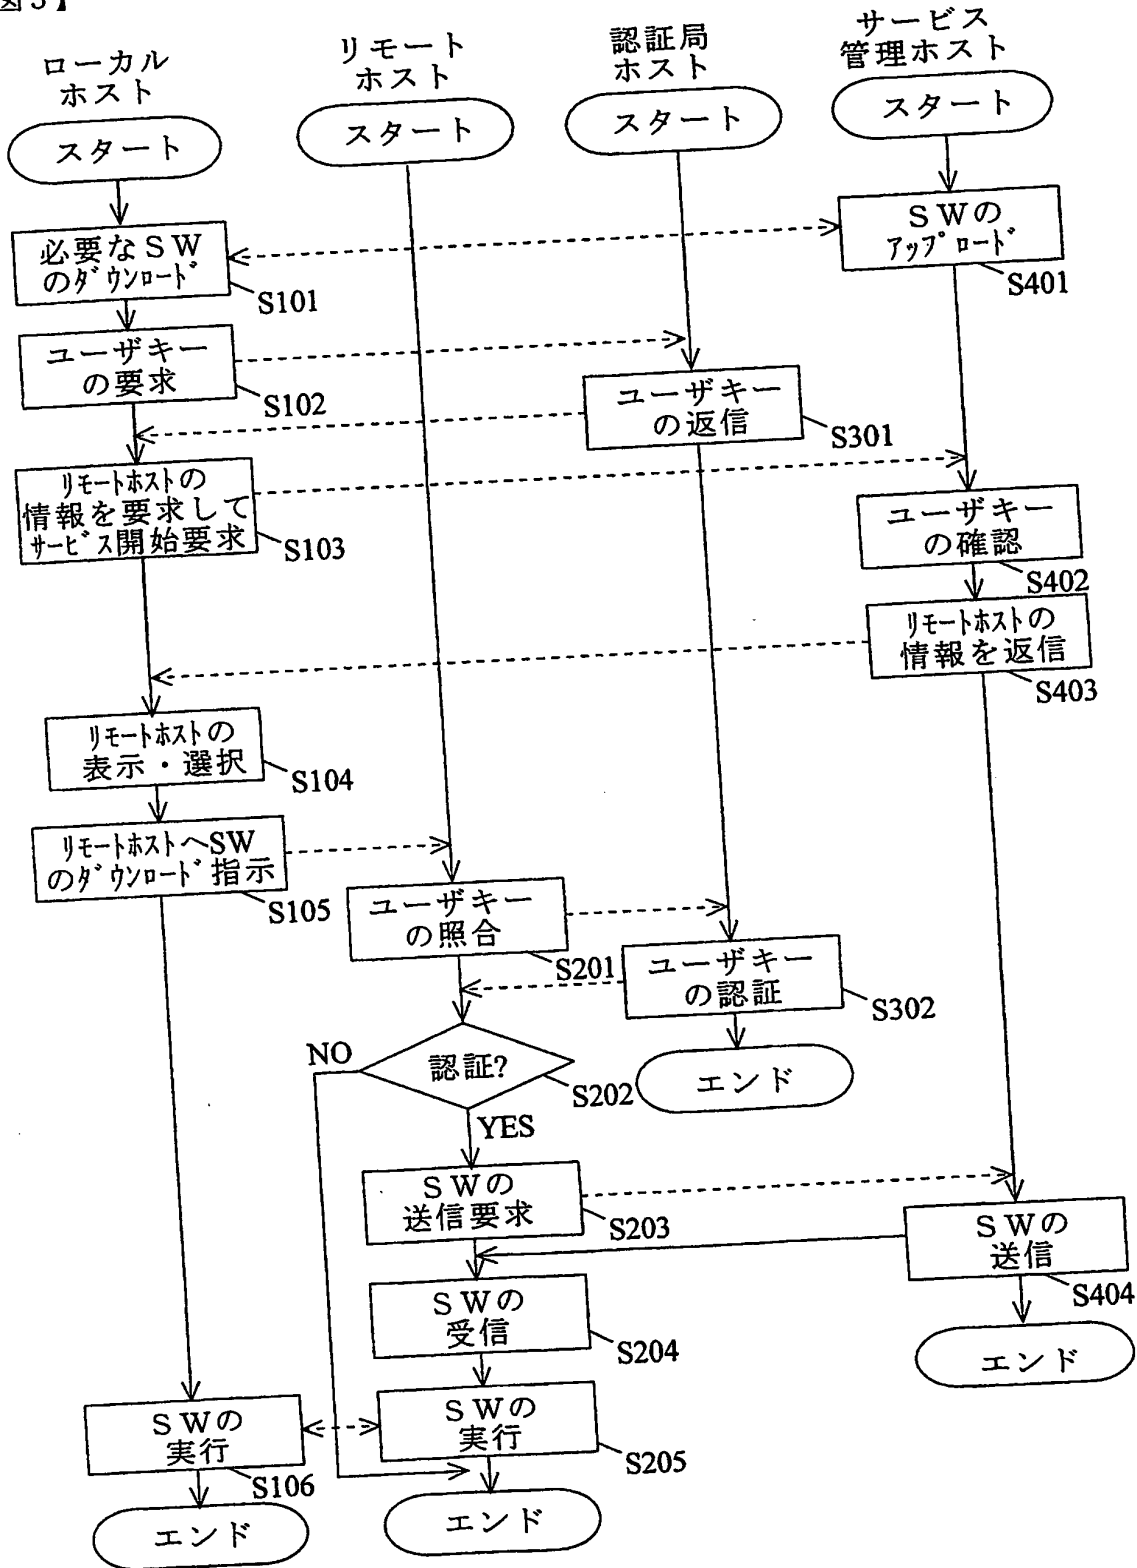 図5】
ローカル
ホスト
リモート
ホスト
認証局
ホスト
サービス
管理ホスト
スタート
スタート
スタート
スタート
必要なSW
のダウンロード
S101
SWの
アップロード
S401
ユーザキー
の要求
S102
ユーザキー
の返信
S301
リモートホストの
情報を要求して
サービス開始要求
S103
ユーザキー
の確認
S402
リモートホストの
情報を返信
S403
リモートホストの
表示・選択
S104
リモートホストへSW
のダウンロード指示
S105
ユーザキー
の照合
S201
ユーザキー
の認証
S302
エンド
NO
認証?
S202
YES
SWの
送信要求
S203
SWの
送信
S404
エンド
SWの
受信
S204
SWの
実行
S106
SWの
実行
S205
エンド
エンド